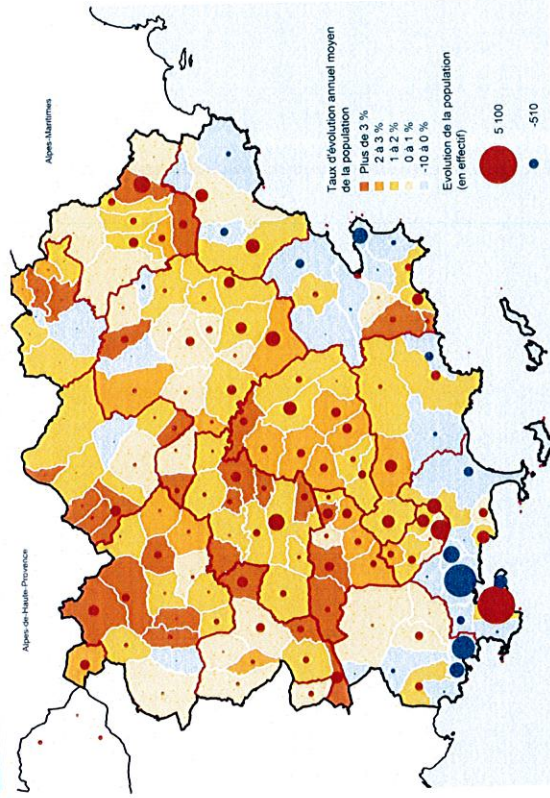 Alpes-de-Haute-Provence
Alpes-Maritimes
Taux d'évolution annuel moyen
de la population
Plus de 3 %
2 à 3 %
1 à 2 %
0 à 1 %
-10 à 0 %
Evolution de la population
(en effectif)
5 100
-510